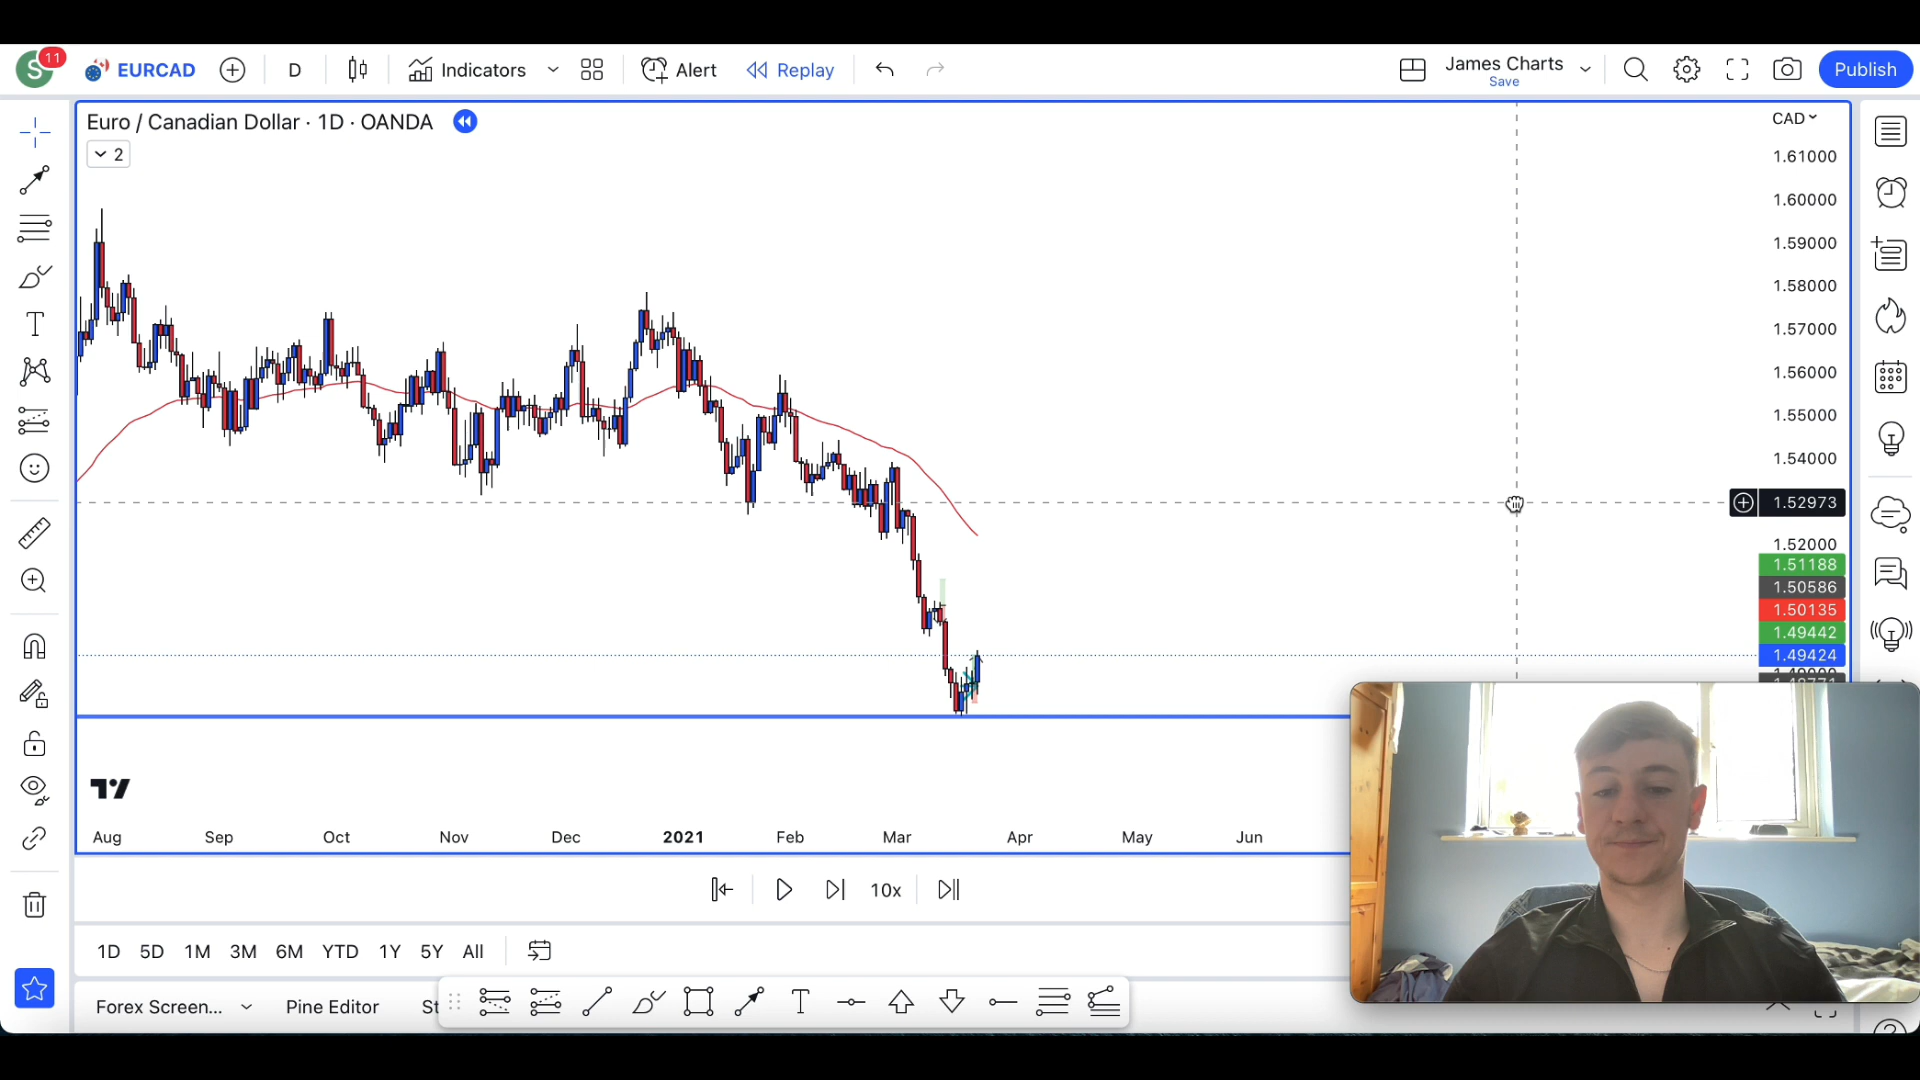 S 11 EURCAD D Indicators Alert Replay James Charts Save Publish
Euro / Canadian Dollar · 1D · OANDA
2
CAD
1.61000
1.60000
1.59000
1.58000
1.57000
1.56000
1.55000
1.54000
1.52973
1.52000
1.51188
1.50586
1.50135
1.49442
1.49424
Aug Sep Oct Nov Dec 2021 Feb Mar Apr May Jun
10x
1D 5D 1M 3M 6M YTD 1Y 5Y All
Forex Screen... Pine Editor St